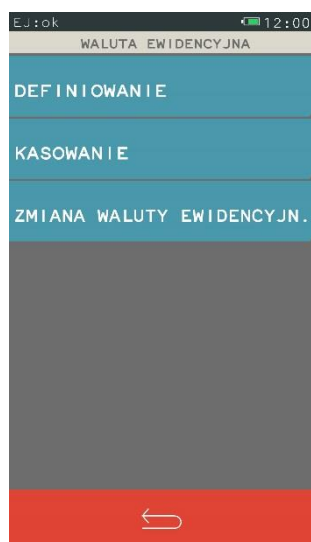 EJ:ok 12:00
WALUTA EWIDENCYJNA
DEFINIOWANIE
KASOWANIE
ZMIANA WALUTY EWIDENCYJN.